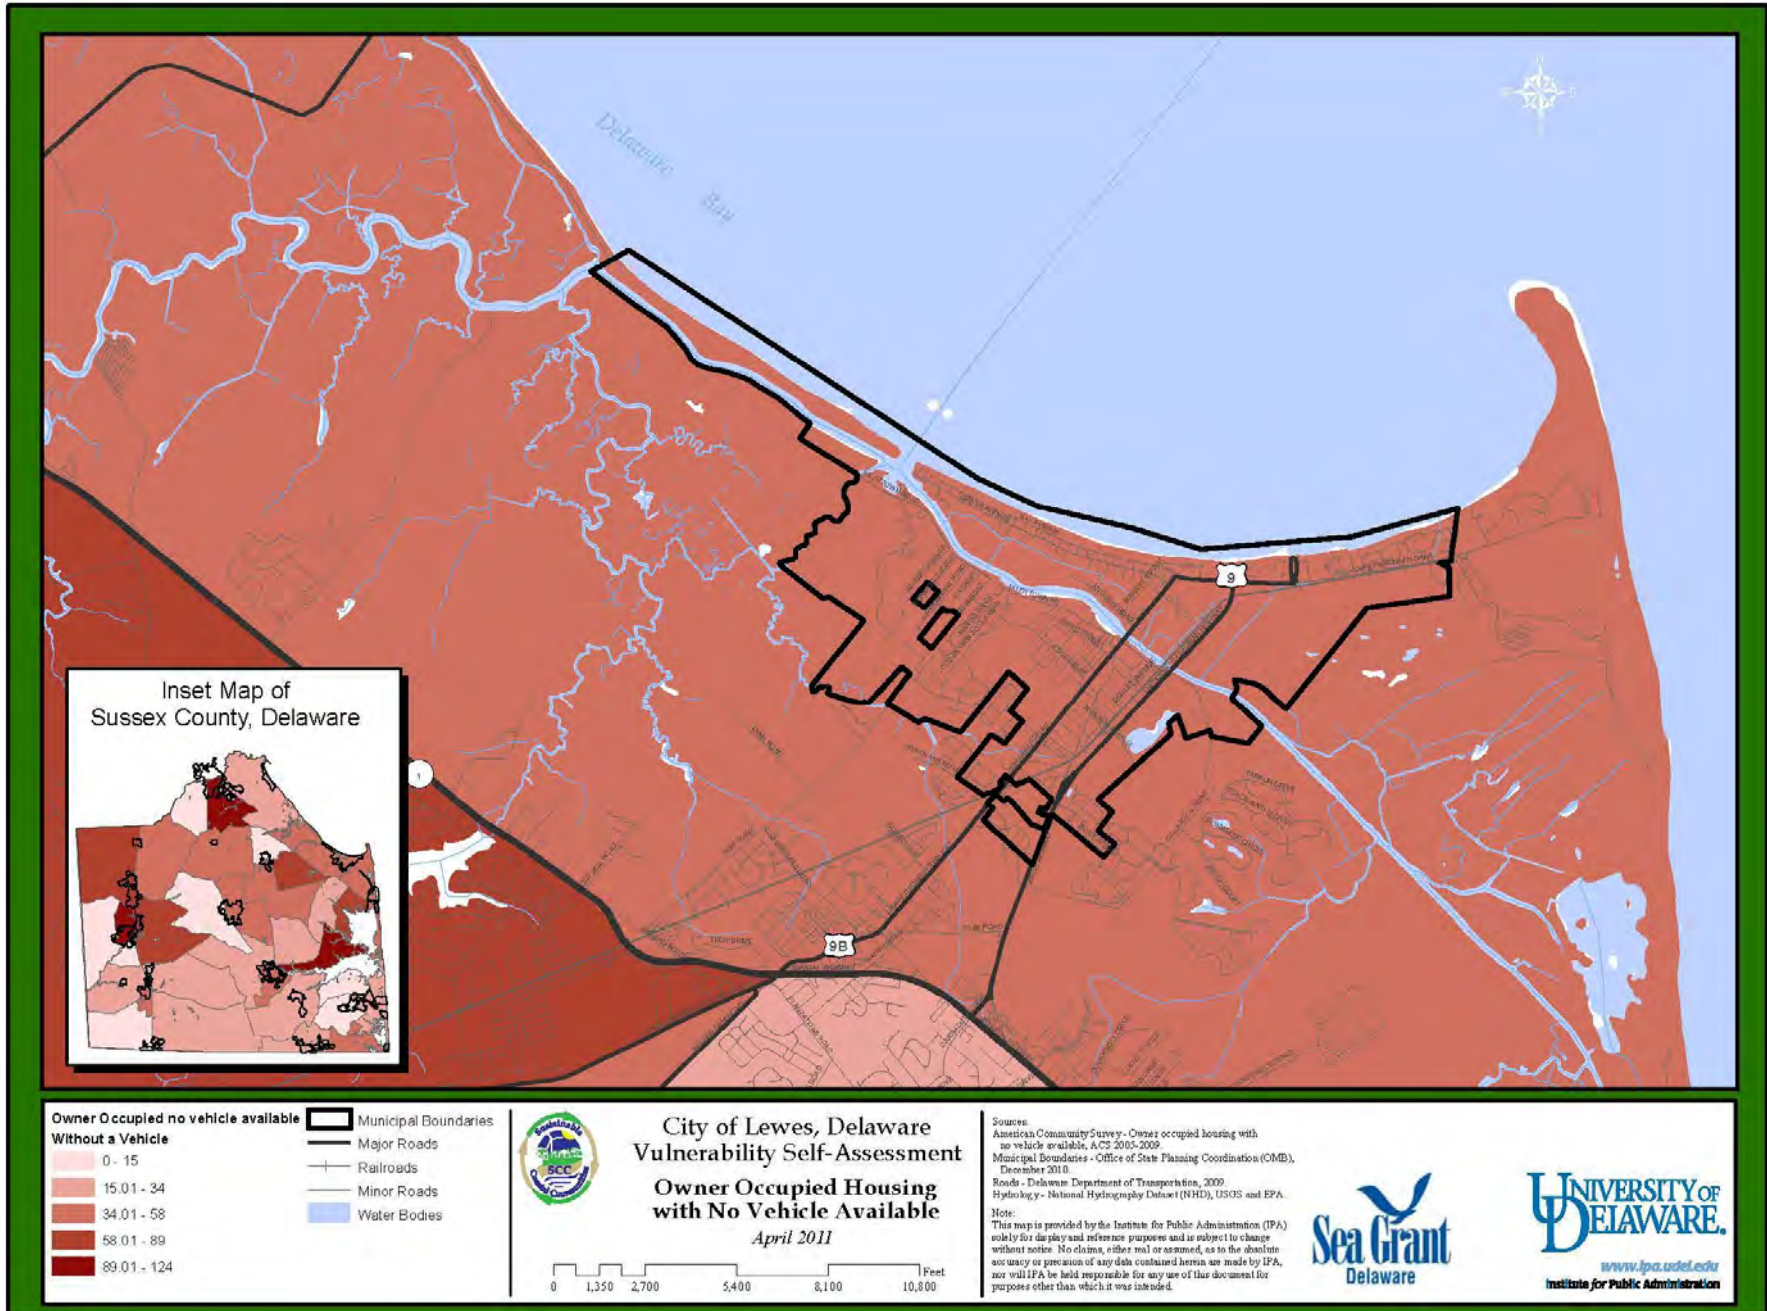 Delaware
Bay
9
1
9B
Inset Map of
Sussex County, Delaware
Owner Occupied no vehicle available
Without a Vehicle
0 - 15
15.01 - 34
34.01 - 58
58.01 - 89
89.01 - 124
Municipal Boundaries
Major Roads
Railroads
Minor Roads
Water Bodies
Sustainable
SCC
Coastal Communities
City of Lewes, Delaware
Vulnerability Self-Assessment
Owner Occupied Housing
with No Vehicle Available
April 2011
Feet
0 1,350 2,700 5,400 8,100 10,800
Sources:
American Community Survey - Owner occupied housing with
no vehicle available, ACS 2005-2009.
Municipal Boundaries - Office of State Planning Coordination (OMB),
December 2010.
Roads - Delaware Department of Transportation, 2009.
Hydrology - National Hydrography Dataset (NHD), USGS and EPA.
Note:
This map is provided by the Institute for Public Administration (IPA)
solely for display and reference purposes and is subject to change
without notice. No claims, either real or assumed, as to the absolute
accuracy or precision of any data contained herein are made by IPA,
nor will IPA be held responsible for any use of this document for
purposes other than which it was intended.
Sea Grant
Delaware
UNIVERSITY OF
DELAWARE.
www.ipa.udel.edu
Institute for Public Administration